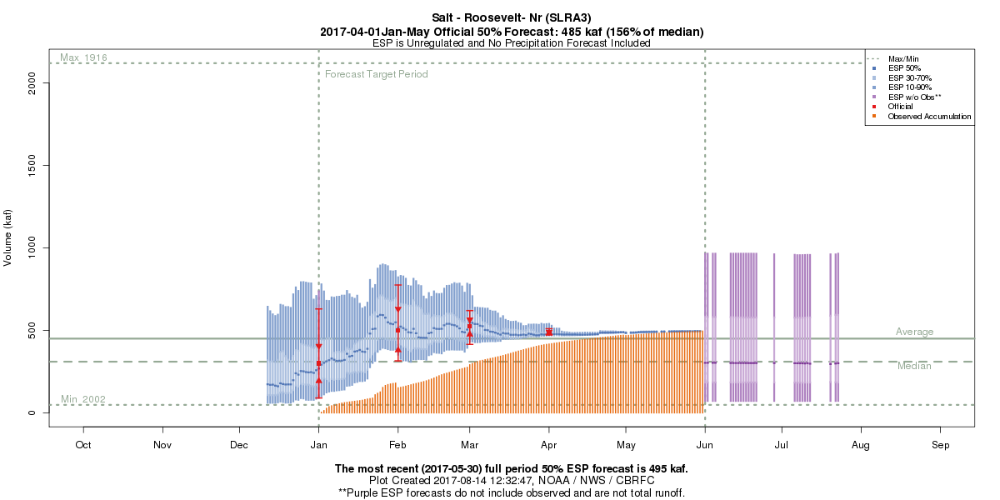 Salt - Roosevelt- Nr (SLRA3)
2017-04-01Jan-May Official 50% Forecast: 485 kaf (156% of median)
ESP is Unregulated and No Precipitation Forecast Included
Max 1916
Forecast Target Period
Max/Min
ESP 50%
ESP 30-70%
ESP 10-90%
ESP w/o Obs**
Official
Observed Accumulation
Volume (kaf)
2000
1500
1000
500
0
Average
Median
Min 2002
Oct Nov Dec Jan Feb Mar Apr May Jun Jul Aug Sep
The most recent (2017-05-30) full period 50% ESP forecast is 495 kaf.
Plot Created 2017-08-14 12:32:47, NOAA / NWS / CBRFC
**Purple ESP forecasts do not include observed and are not total runoff.